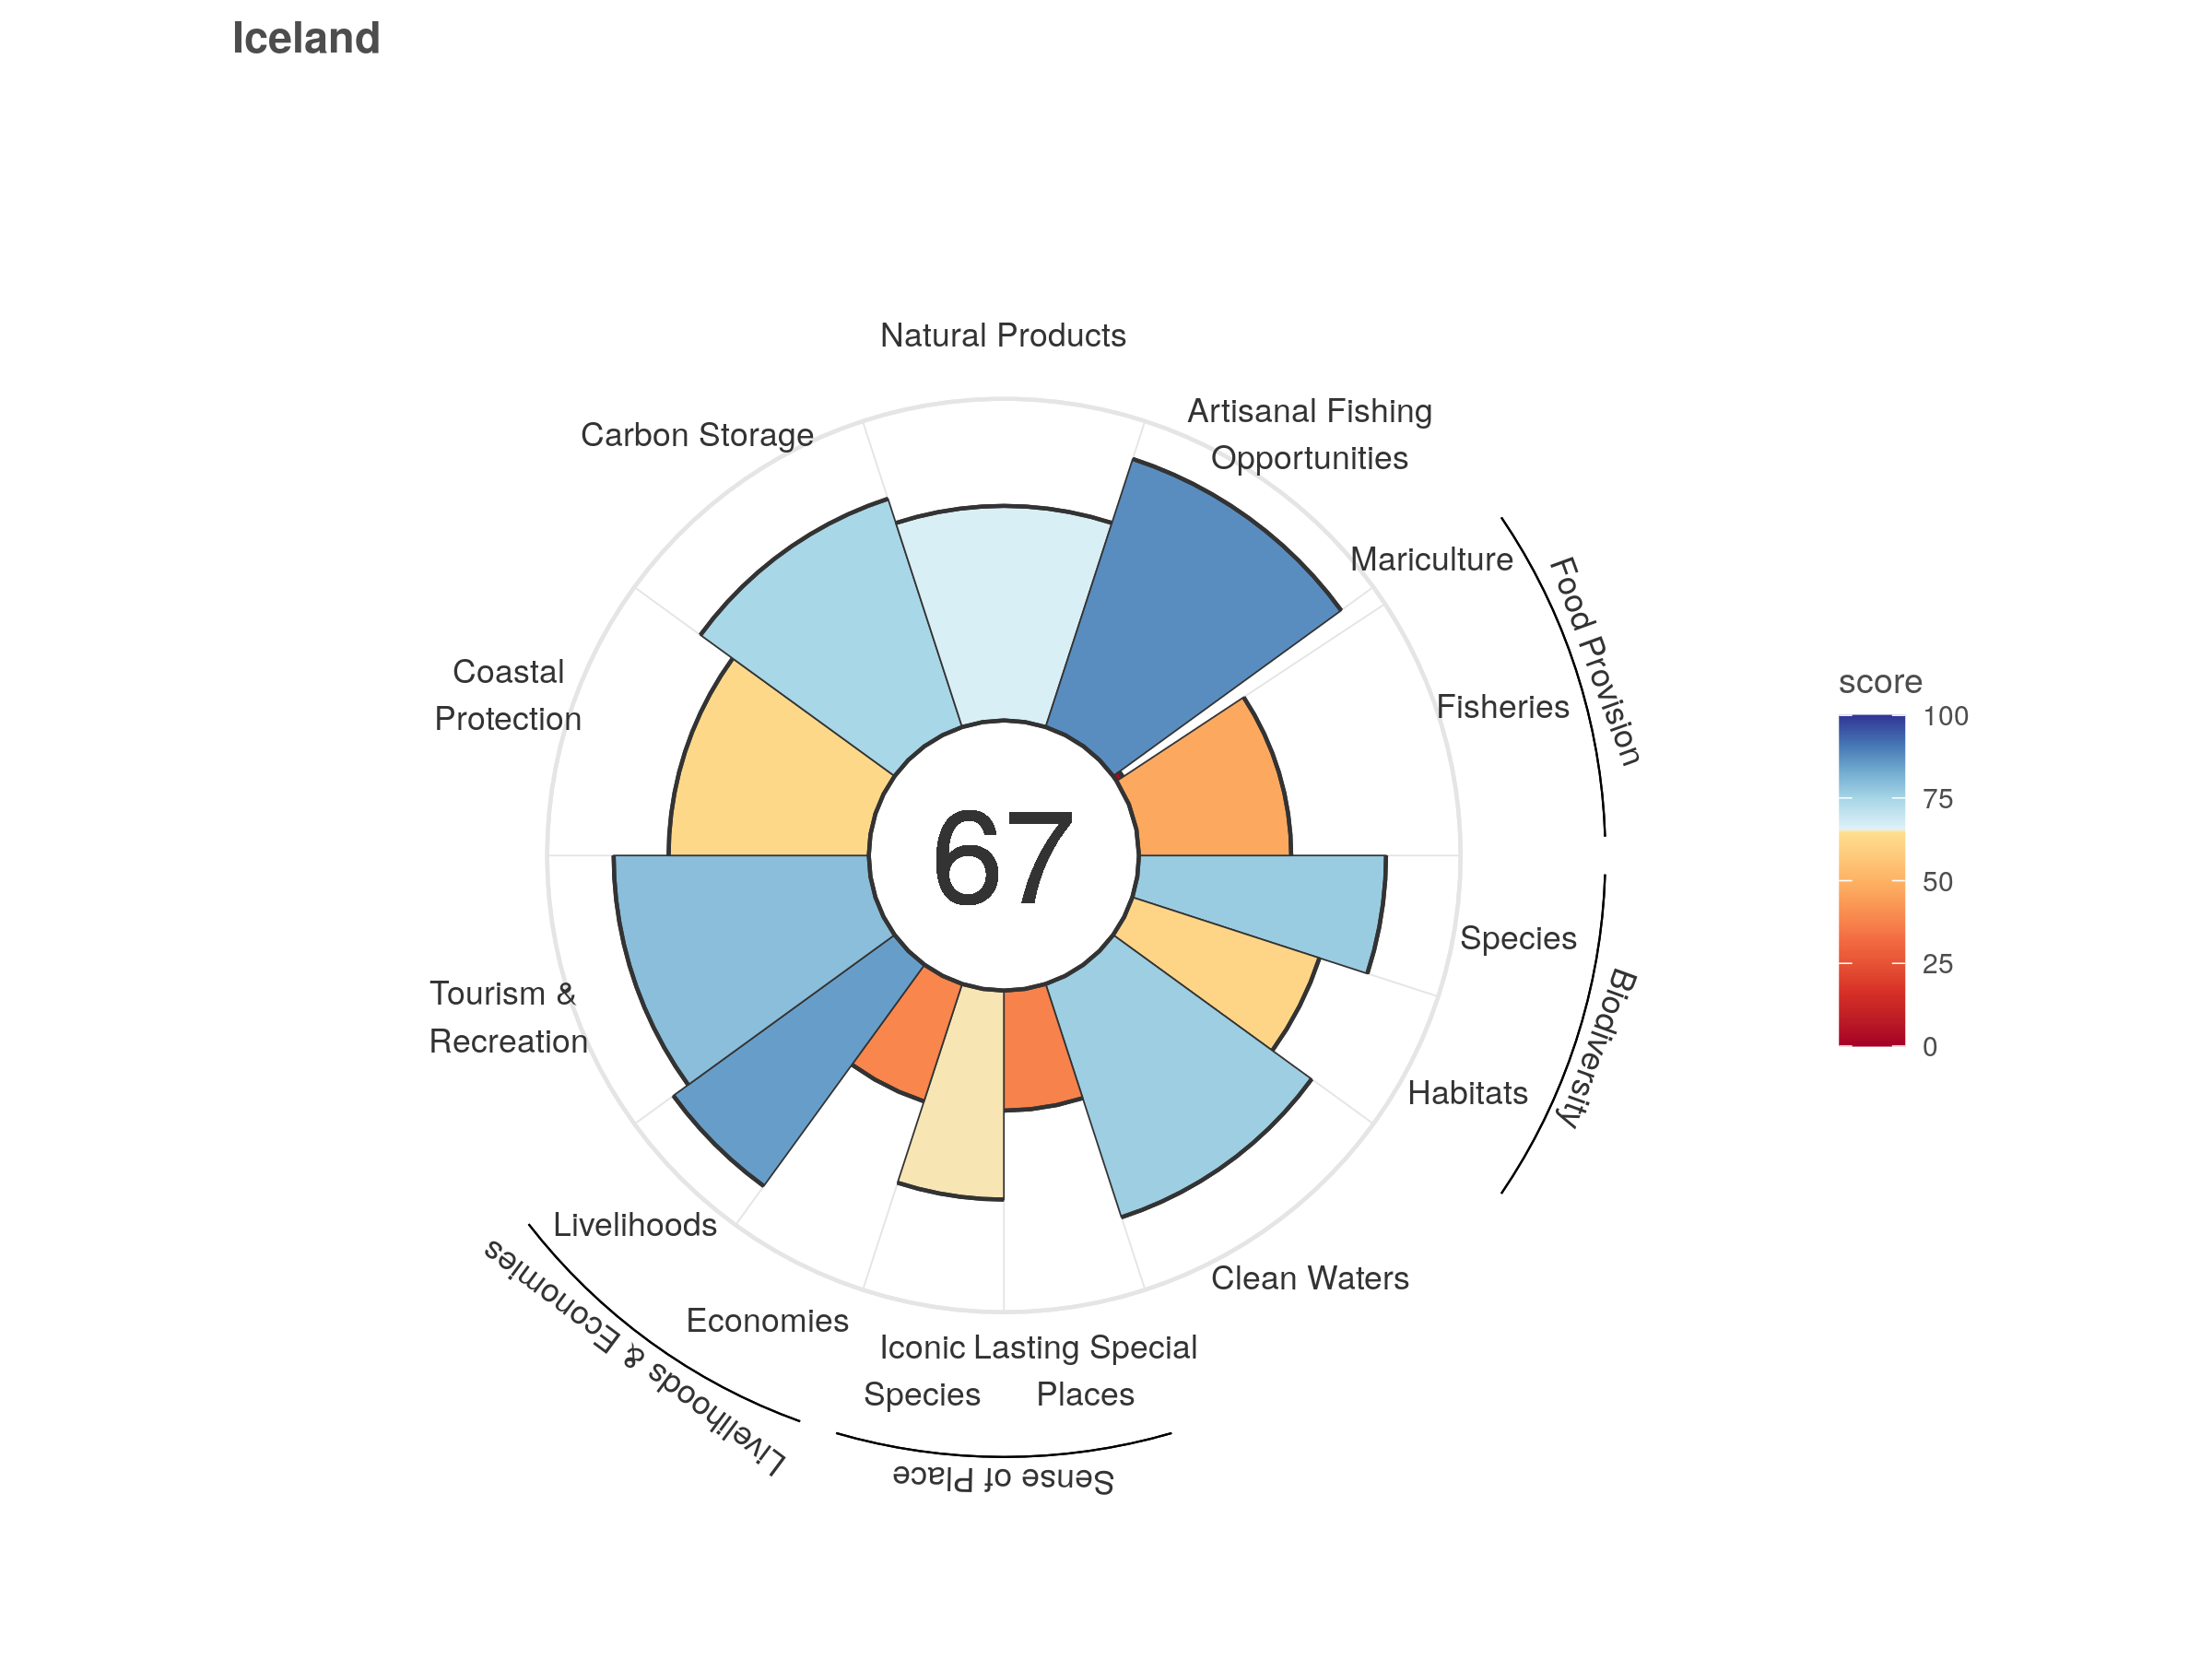 Iceland
Natural Products
Artisanal Fishing
Opportunities
Carbon Storage
Mariculture
Food Provision
Coastal
Protection
Fisheries
score
100
75
50
25
0
67
Species
Biodiversity
Tourism &
Recreation
Habitats
Livelihoods
Clean Waters
Livelihoods & Economies
Economies
Iconic
Species
Lasting Special
Places
Sense of Place